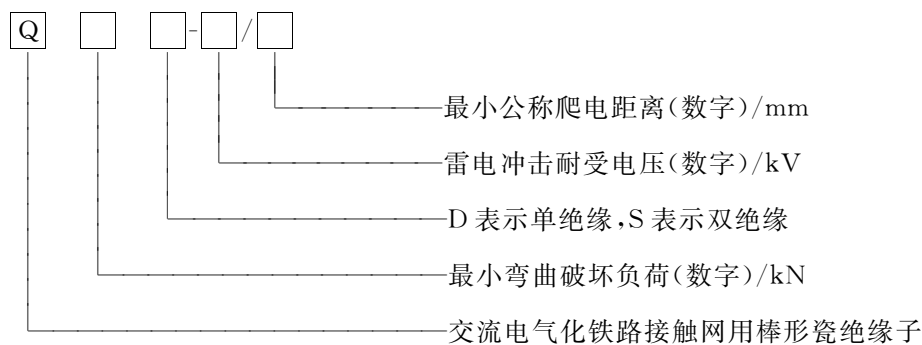 Q - /
最小公称爬电距离(数字)/mm
雷电冲击耐受电压(数字)/kV
D 表示单绝缘,S 表示双绝缘
最小弯曲破坏负荷(数字)/kN
交流电气化铁路接触网用棒形瓷绝缘子